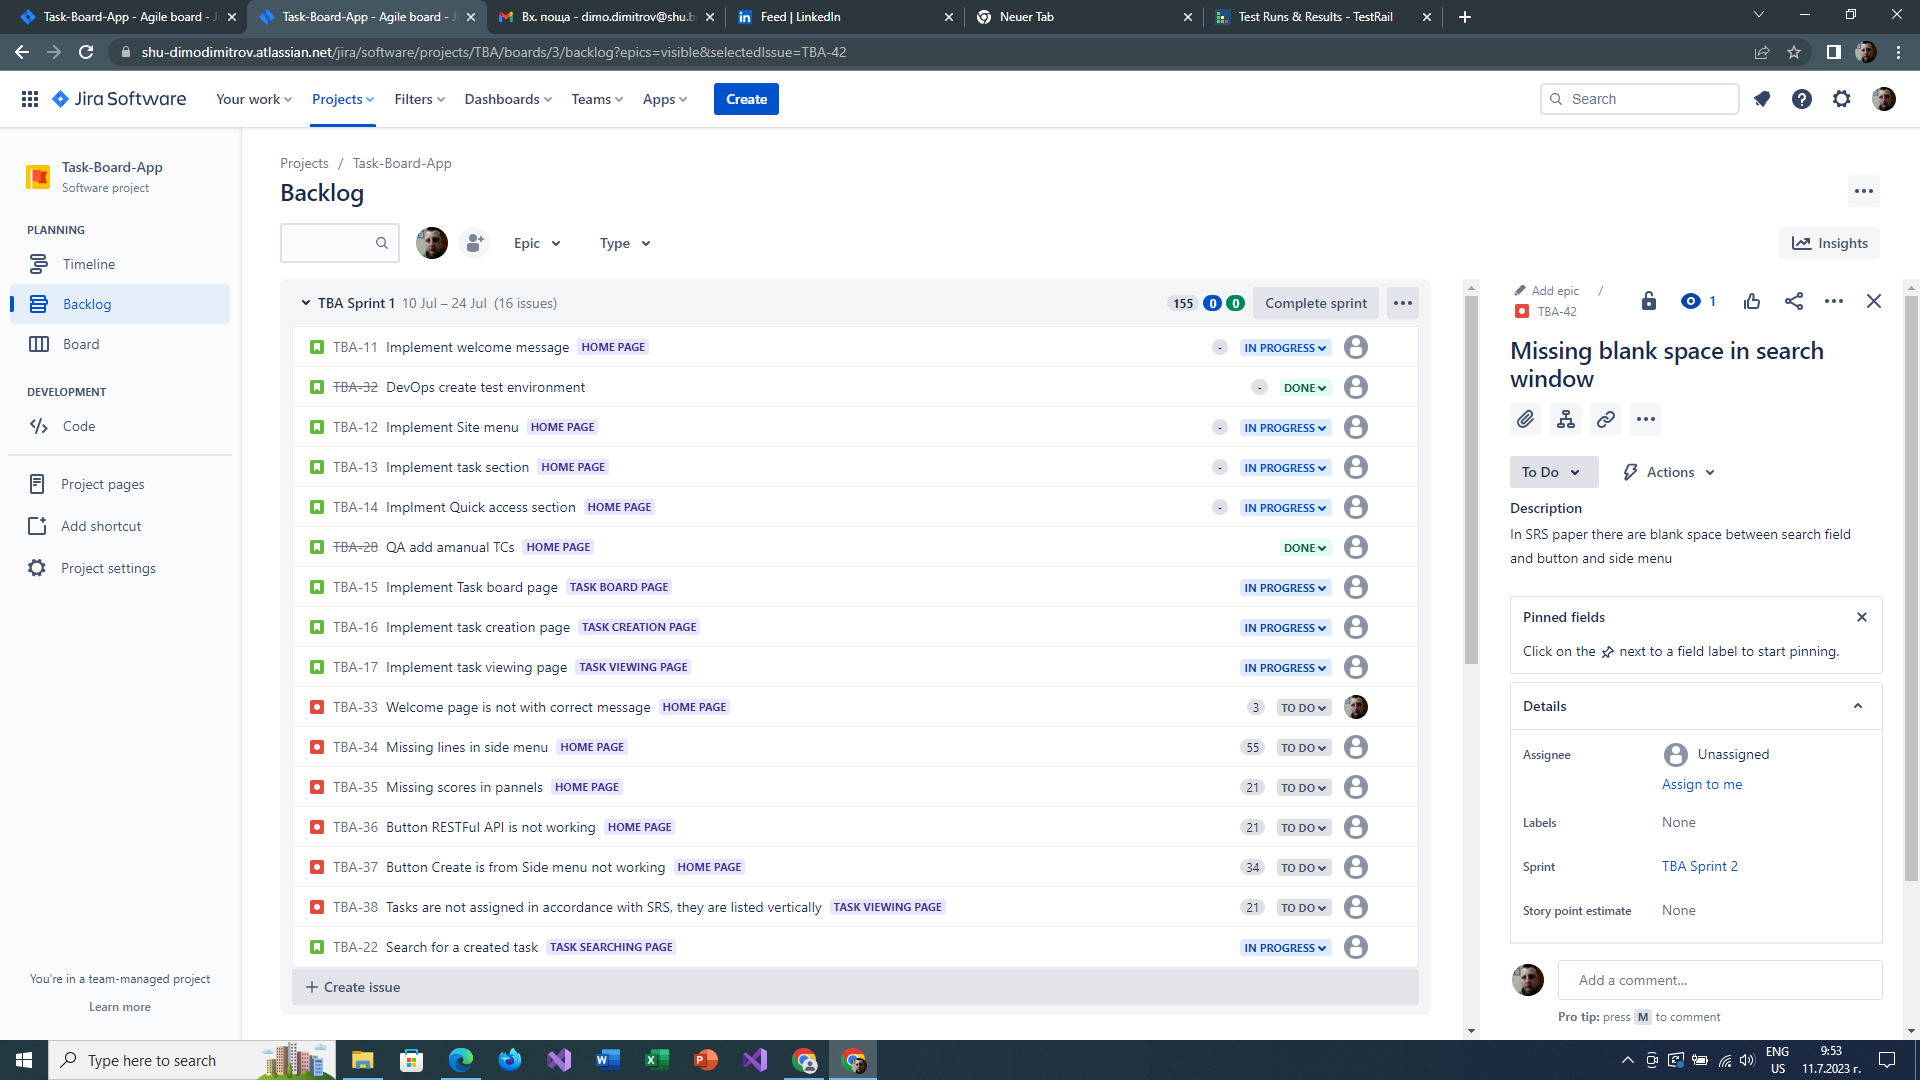 Task-Board-App - Agile board - J
Task-Board-App - Agile board - J
Вх. поща - dimo.dimitrov@shu.b
Feed | LinkedIn
Neuer Tab
Test Runs & Results - TestRail
shu-dimodimitrov.atlassian.net/jira/software/projects/TBA/boards/3/backlog?epics=visible&selectedIssue=TBA-42
Jira Software
Your work
Projects
Filters
Dashboards
Teams
Apps
Create
Search
Task-Board-App
Software project
PLANNING
Timeline
Backlog
Board
DEVELOPMENT
Code
Project pages
Add shortcut
Project settings
You're in a team-managed project
Learn more
Projects / Task-Board-App
Backlog
Epic
Type
Insights
TBA Sprint 1 10 Jul – 24 Jul (16 issues)
155 0 0 Complete sprint
TBA-11 Implement welcome message HOME PAGE - IN PROGRESS
TBA-32 DevOps create test environment - DONE
TBA-12 Implement Site menu HOME PAGE - IN PROGRESS
TBA-13 Implement task section HOME PAGE - IN PROGRESS
TBA-14 Implment Quick access section HOME PAGE - IN PROGRESS
TBA-28 QA add amanual TCs HOME PAGE DONE
TBA-15 Implement Task board page TASK BOARD PAGE IN PROGRESS
TBA-16 Implement task creation page TASK CREATION PAGE IN PROGRESS
TBA-17 Implement task viewing page TASK VIEWING PAGE IN PROGRESS
TBA-33 Welcome page is not with correct message HOME PAGE 3 TO DO
TBA-34 Missing lines in side menu HOME PAGE 55 TO DO
TBA-35 Missing scores in pannels HOME PAGE 21 TO DO
TBA-36 Button RESTFul API is not working HOME PAGE 21 TO DO
TBA-37 Button Create is from Side menu not working HOME PAGE 34 TO DO
TBA-38 Tasks are not assigned in accordance with SRS, they are listed vertically TASK VIEWING PAGE 21 TO DO
TBA-22 Search for a created task TASK SEARCHING PAGE IN PROGRESS
+ Create issue
Add epic /
TBA-42
1
Missing blank space in search
window
To Do
Actions
Description
In SRS paper there are blank space between search field
and button and side menu
Pinned fields
Click on the next to a field label to start pinning.
Details
Assignee
Unassigned
Assign to me
Labels
None
Sprint
TBA Sprint 2
Story point estimate
None
Add a comment...
Pro tip: press M to comment
Type here to search
ENG
US
9:53
11.7.2023 г.